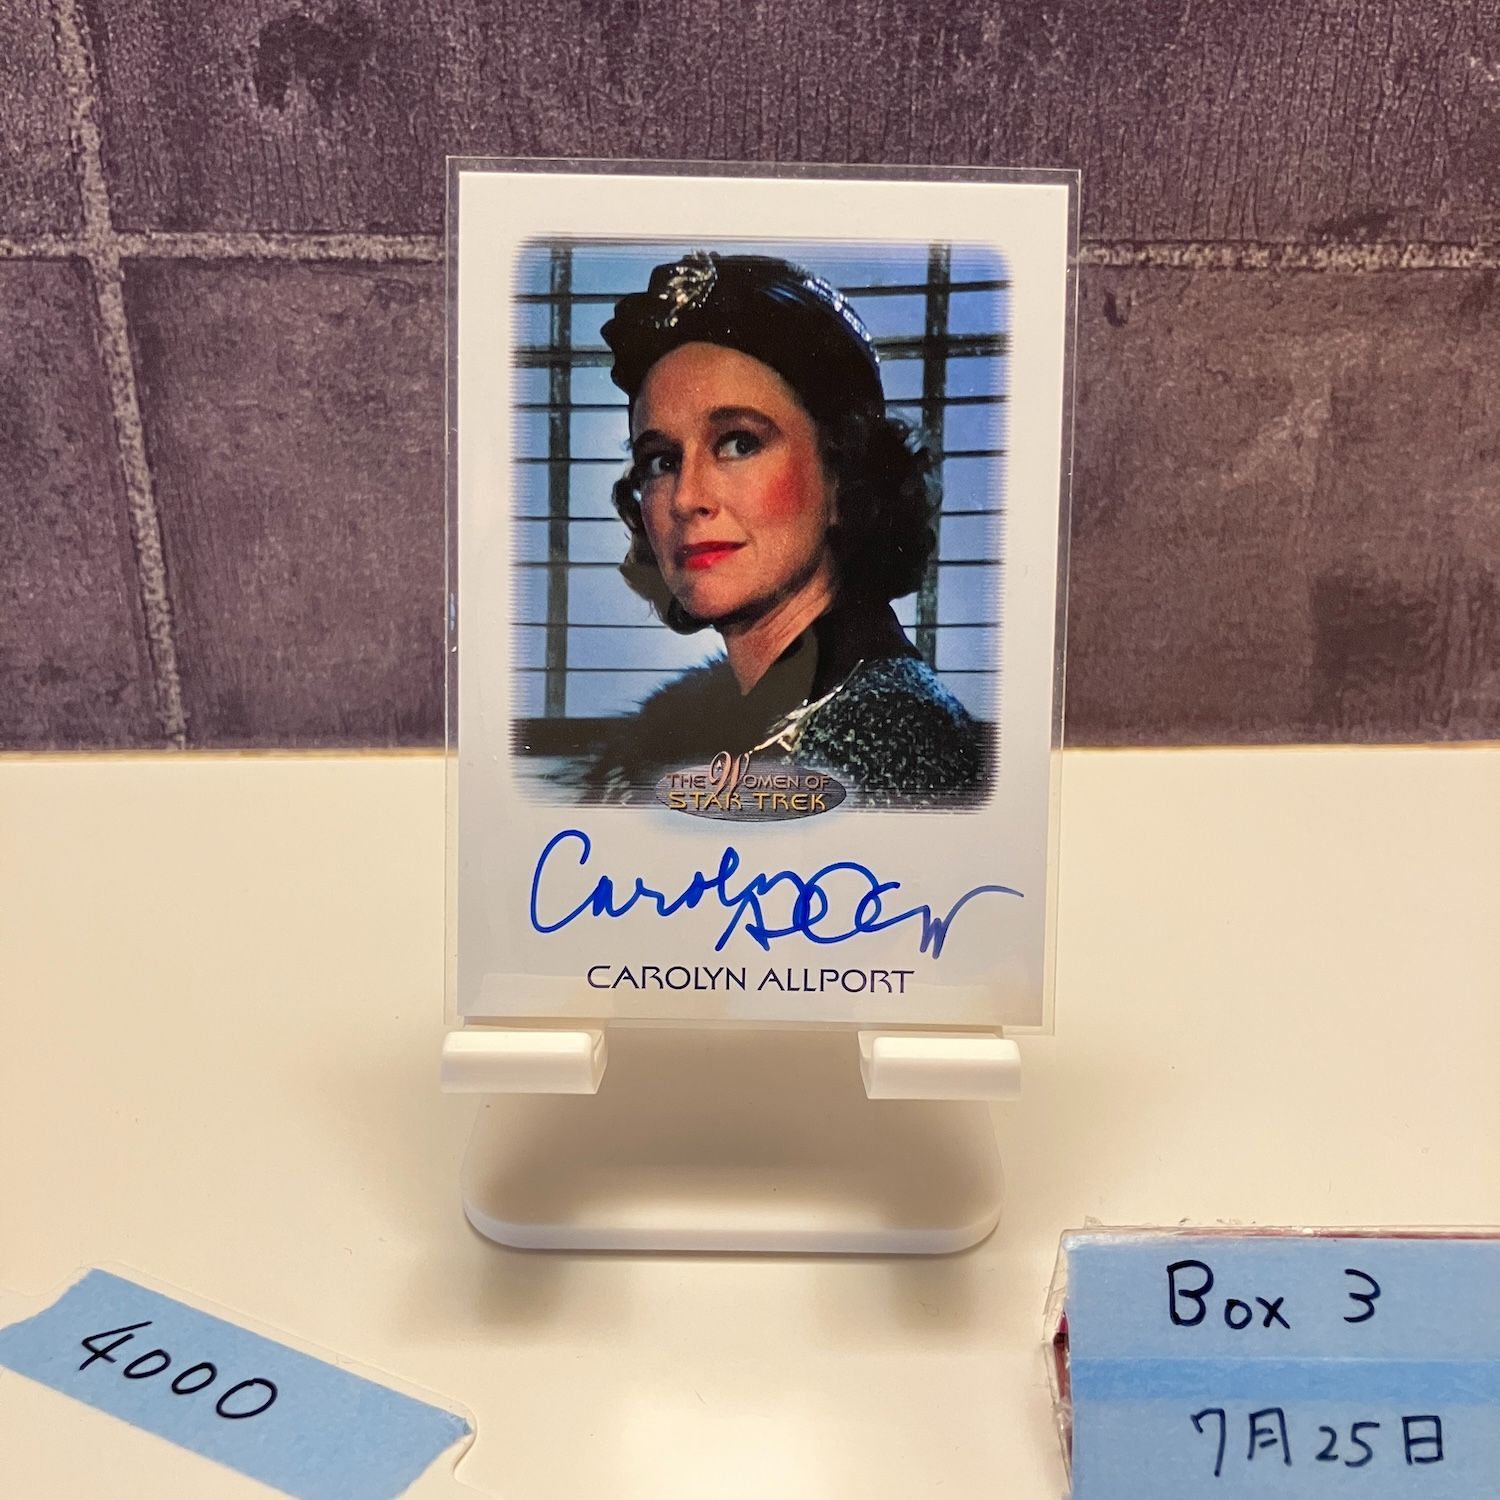 THE WOMEN OF
STAR TREK
Carolyn Allport
CAROLYN ALLPORT
4000
Box 3
7月25日